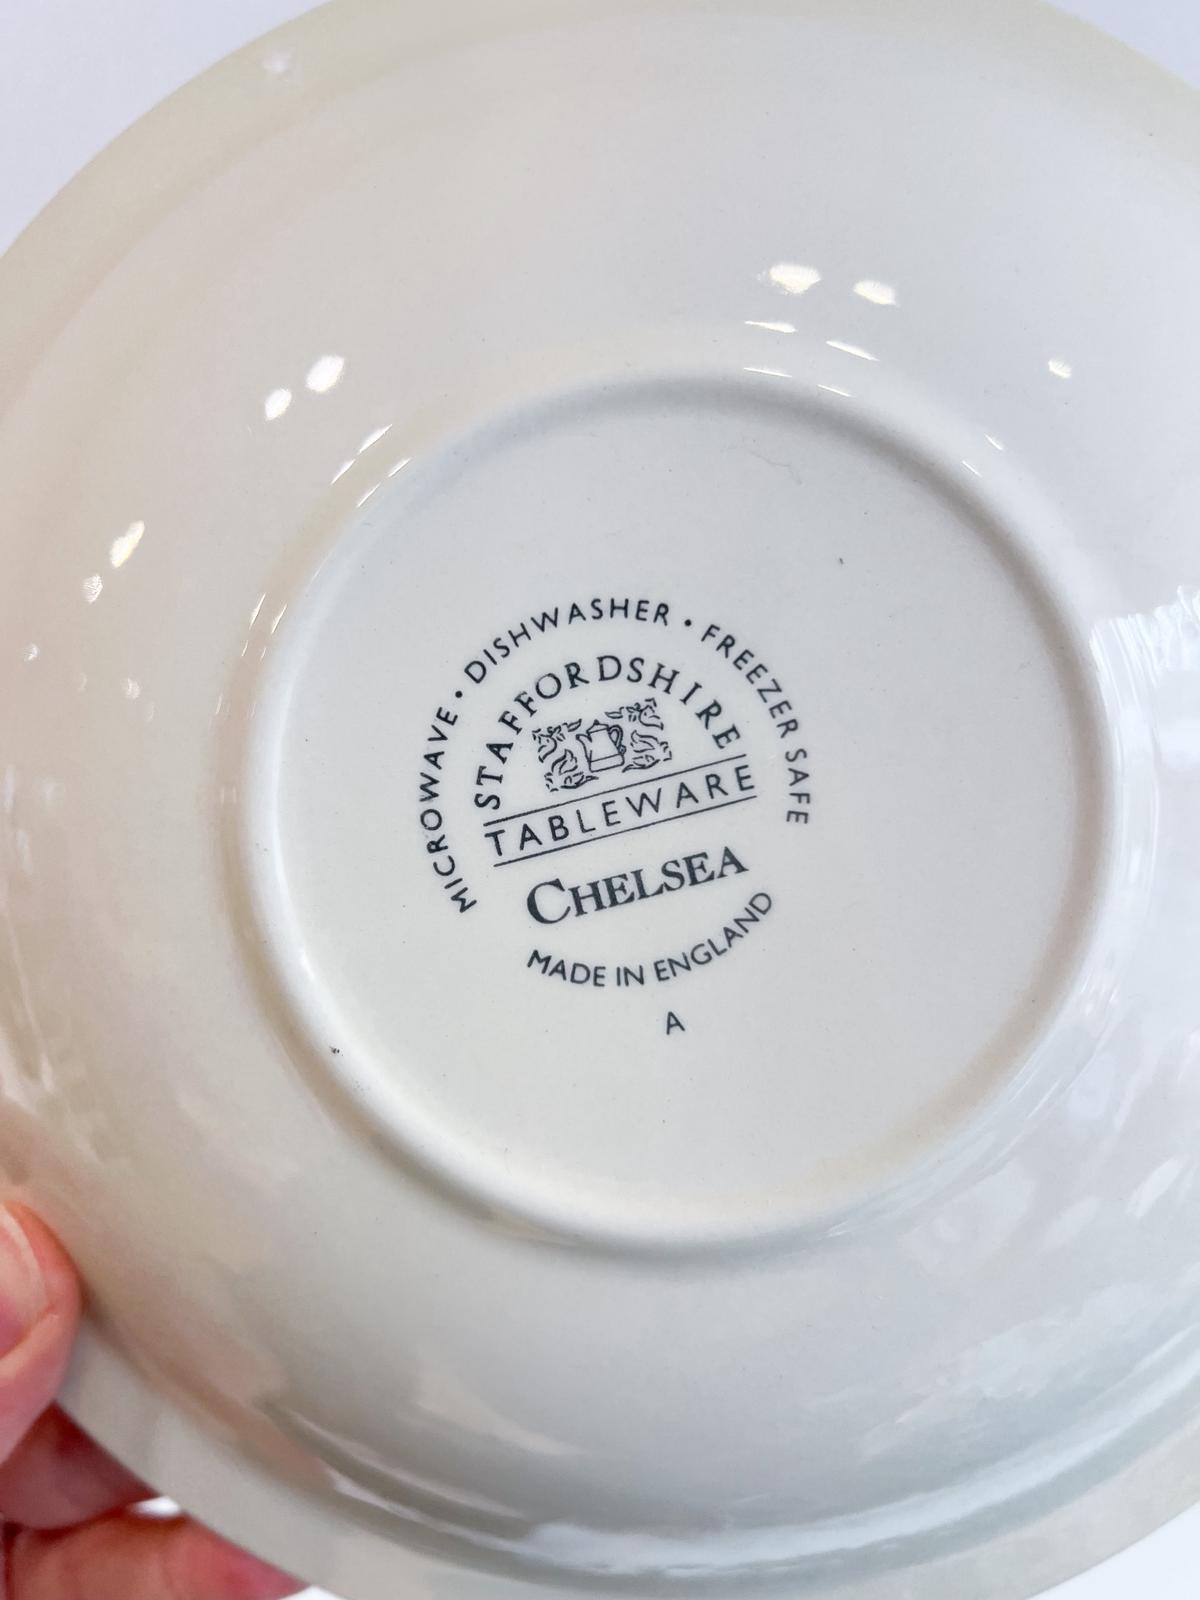 MICROWAVE • DISHWASHER • FREEZER SAFE
STAFFORDSHIRE
TABLEWARE
CHELSEA
MADE IN ENGLAND
A